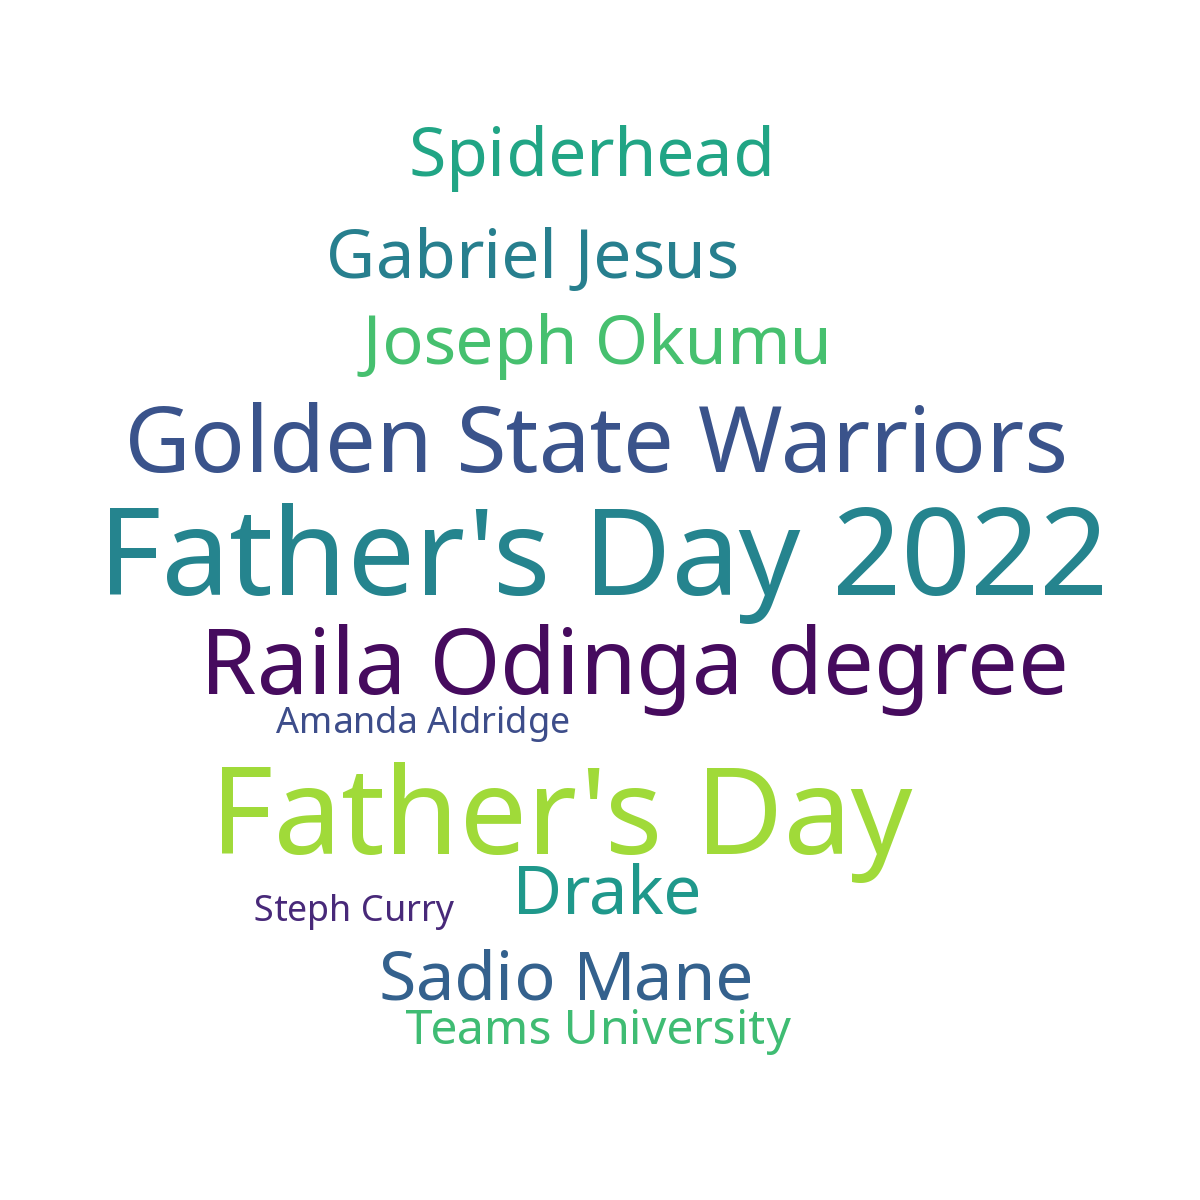 Spiderhead
Gabriel Jesus
Joseph Okumu
Golden State Warriors
Father's Day 2022
Raila Odinga degree
Amanda Aldridge
Father's Day
Drake
Steph Curry
Sadio Mane
Teams University